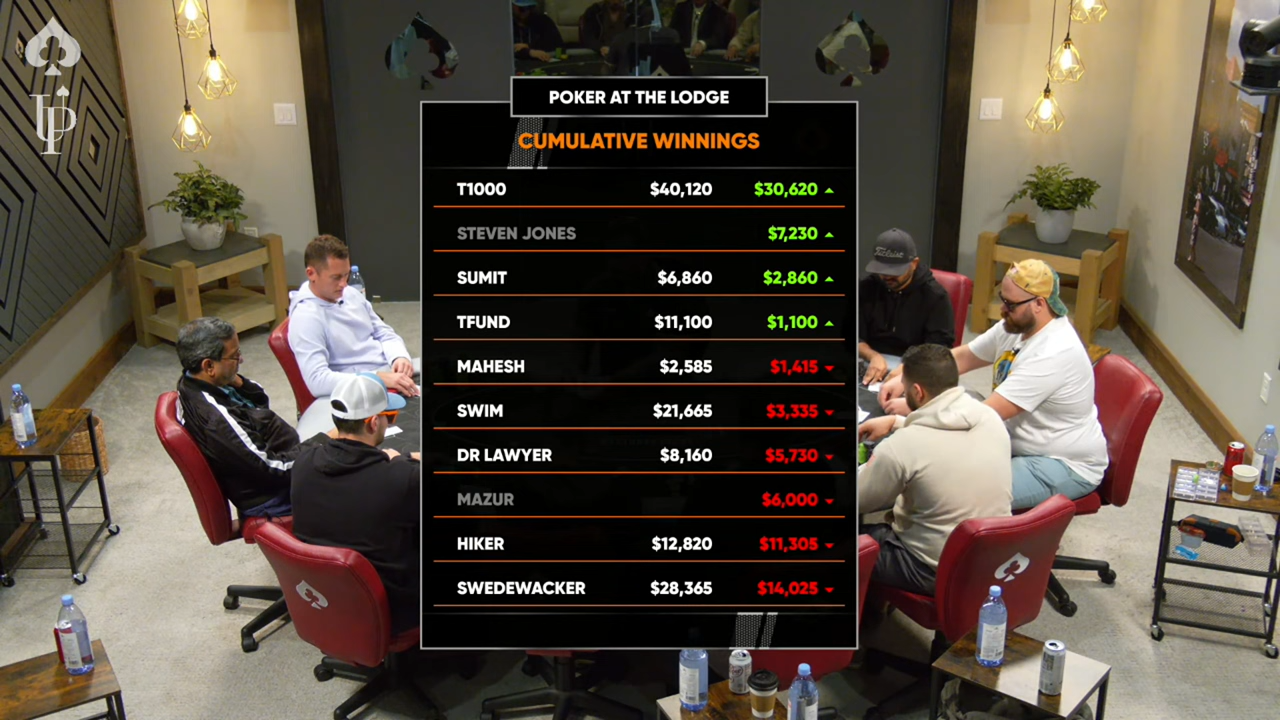 UP
POKER AT THE LODGE
CUMULATIVE WINNINGS
T1000 $40,120 $30,620
STEVEN JONES $7,230
SUMIT $6,860 $2,860
TFUND $11,100 $1,100
MAHESH $2,585 $1,415
SWIM $21,665 $3,335
DR LAWYER $8,160 $5,730
MAZUR $6,000
HIKER $12,820 $11,305
SWEDEWACKER $28,365 $14,025
Titleist